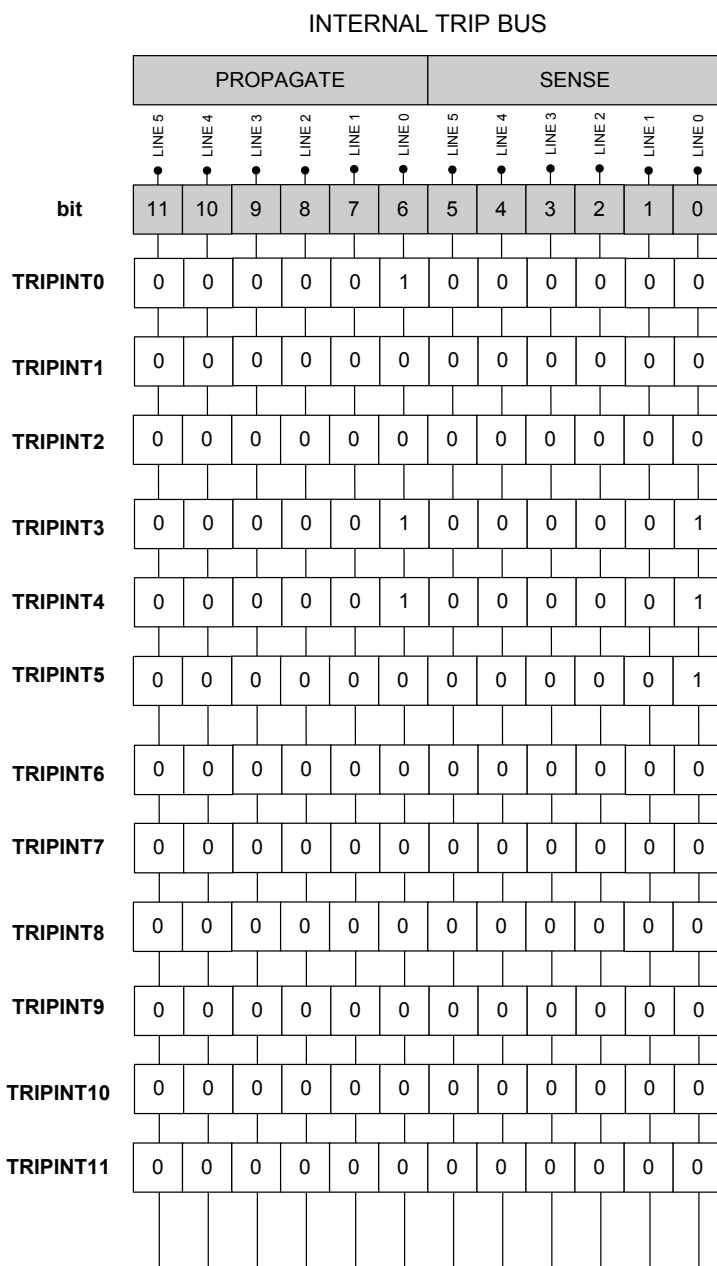 INTERNAL TRIP BUS
PROPAGATE SENSE
LINE 5 LINE 4 LINE 3 LINE 2 LINE 1 LINE 0 LINE 5 LINE 4 LINE 3 LINE 2 LINE 1 LINE 0
bit 11 10 9 8 7 6 5 4 3 2 1 0
TRIPINT0 0 0 0 0 0 1 0 0 0 0 0 0
TRIPINT1 0 0 0 0 0 0 0 0 0 0 0 0
TRIPINT2 0 0 0 0 0 0 0 0 0 0 0 0
TRIPINT3 0 0 0 0 0 1 0 0 0 0 0 1
TRIPINT4 0 0 0 0 0 1 0 0 0 0 0 1
TRIPINT5 0 0 0 0 0 0 0 0 0 0 0 1
TRIPINT6 0 0 0 0 0 0 0 0 0 0 0 0
TRIPINT7 0 0 0 0 0 0 0 0 0 0 0 0
TRIPINT8 0 0 0 0 0 0 0 0 0 0 0 0
TRIPINT9 0 0 0 0 0 0 0 0 0 0 0 0
TRIPINT10 0 0 0 0 0 0 0 0 0 0 0 0
TRIPINT11 0 0 0 0 0 0 0 0 0 0 0 0